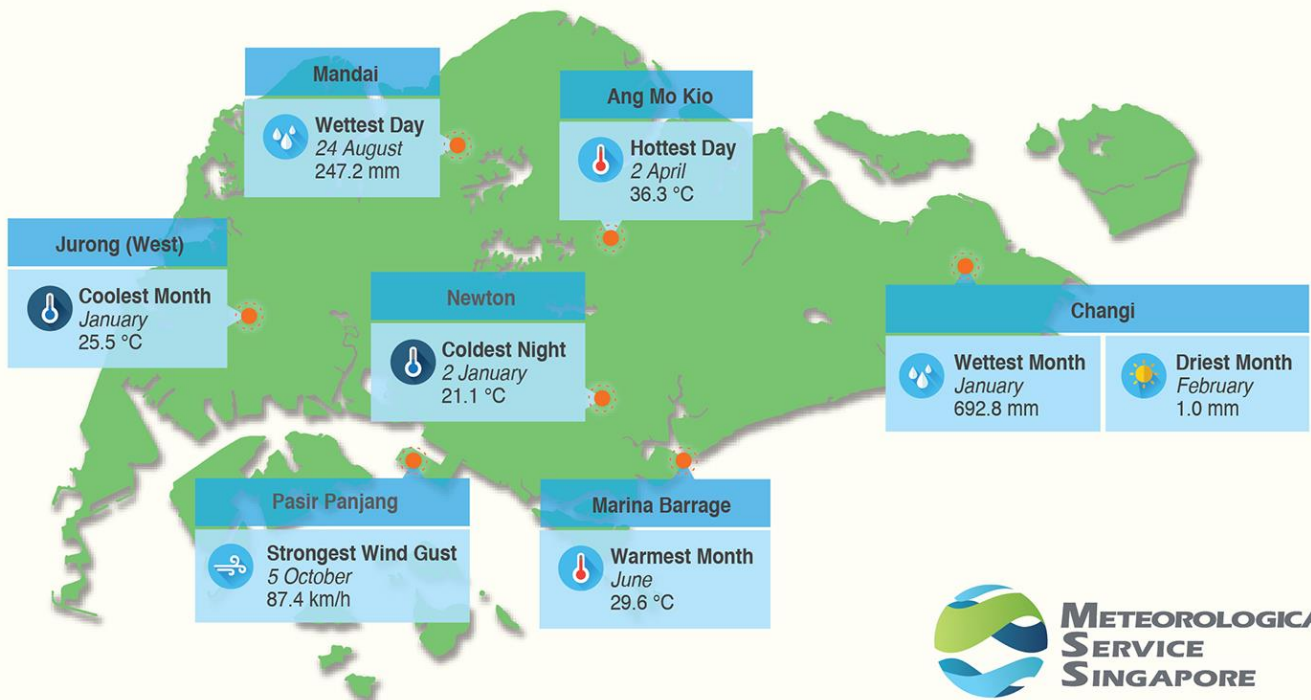 Mandai
Wettest Day
24 August
247.2 mm
Ang Mo Kio
Hottest Day
2 April
36.3 °C
Jurong (West)
Coolest Month
January
25.5 °C
Newton
Coldest Night
2 January
21.1 °C
Changi
Wettest Month
January
692.8 mm
Driest Month
February
1.0 mm
Pasir Panjang
Strongest Wind Gust
5 October
87.4 km/h
Marina Barrage
Warmest Month
June
29.6 °C
METEOROLOGICA
SERVICE
SINGAPORE